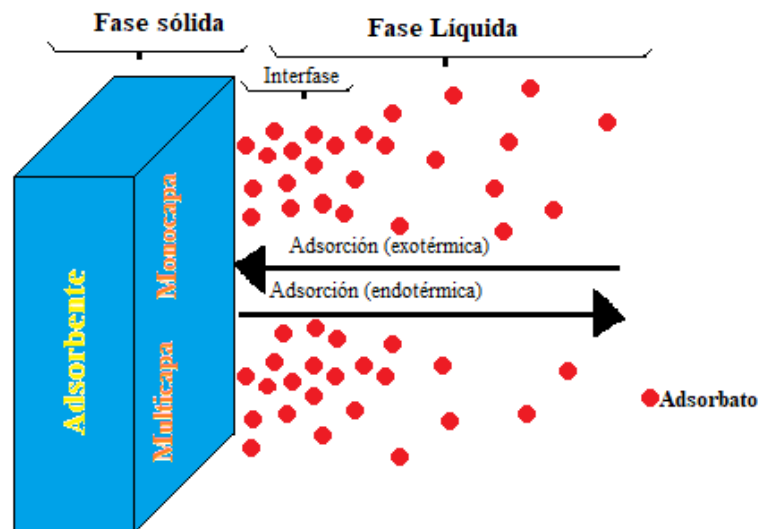 Fase sólida
Fase Líquida
Interfase
Monocapa
Adsorción (exotérmica)
Adsorción (endotérmica)
Adsorbente
Multicapa
Adsorbato